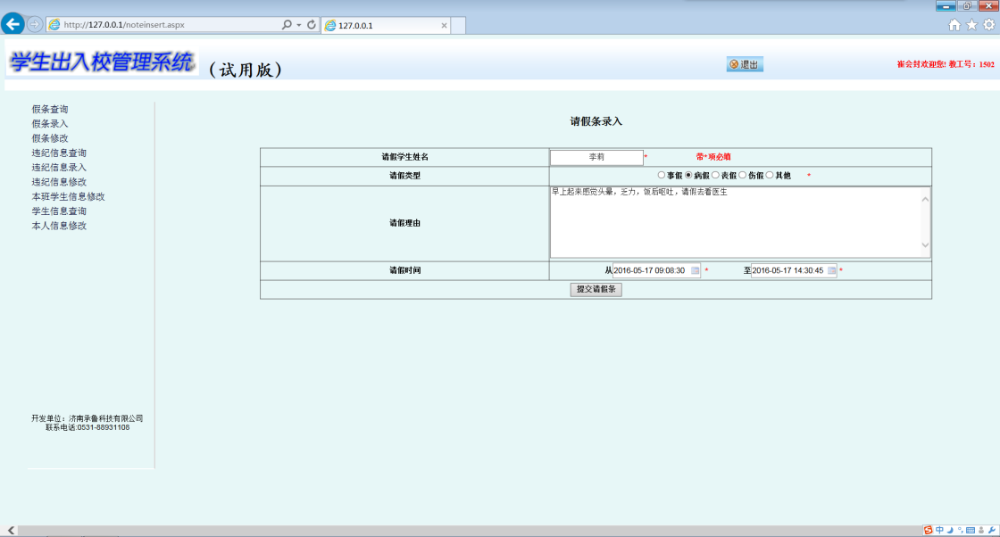 http://127.0.0.1/noteinsert.aspx
127.0.0.1
学生出入校管理系统
（试用版）
退出
崔会封欢迎您! 教工号：1502
假条查询
假条录入
假条修改
违纪信息查询
违纪信息录入
违纪信息修改
本班学生信息修改
学生信息查询
本人信息修改
开发单位：济南承鲁科技有限公司
联系电话:0531-88931108
请假条录入
请假学生姓名
李莉
*
带*项必填
请假类型
事假 病假 丧假 伤假 其他 *
请假理由
早上起来感觉头晕，乏力，饭后呕吐，请假去看医生
请假时间
从2016-05-17 09:08:30 * 至2016-05-17 14:30:45 *
提交请假条
中